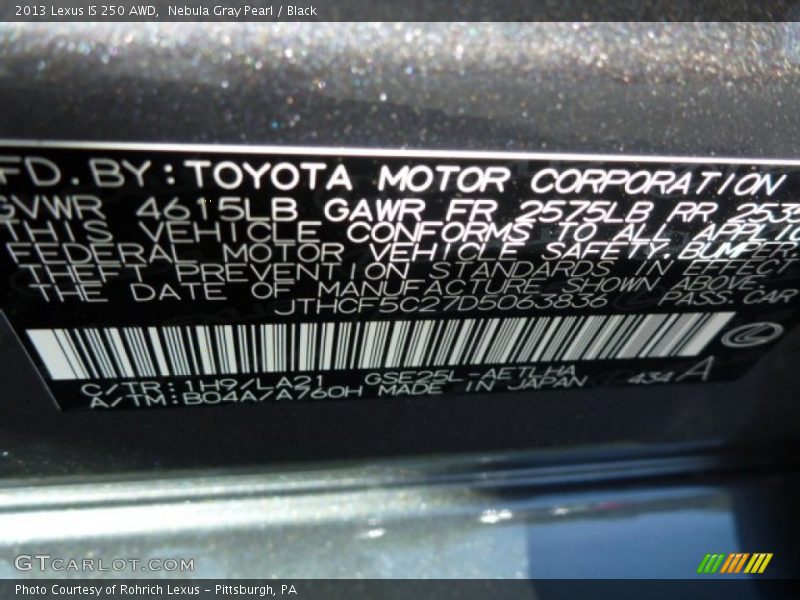 2013 Lexus IS 250 AWD, Nebula Gray Pearl / Black
FD. BY: TOYOTA MOTOR CORPORATION
GVWR 4615LB GAWR FR 2575LB RR 2535
THIS VEHICLE CONFORMS TO ALL APPLIC
FEDERAL MOTOR VEHICLE SAFETY, BUMPER,
THEFT PREVENTION STANDARDS IN EFFECT
THE DATE OF MANUFACTURE SHOWN ABOVE.
JTHCF5C27D5063836 PASS. CAR
C/TR: 1H9/LA21 GSE25L-AETLHA
A/TM: B04A/A760H MADE IN JAPAN 434 A
GTCARLOT.COM
Photo Courtesy of Rohrich Lexus - Pittsburgh, PA